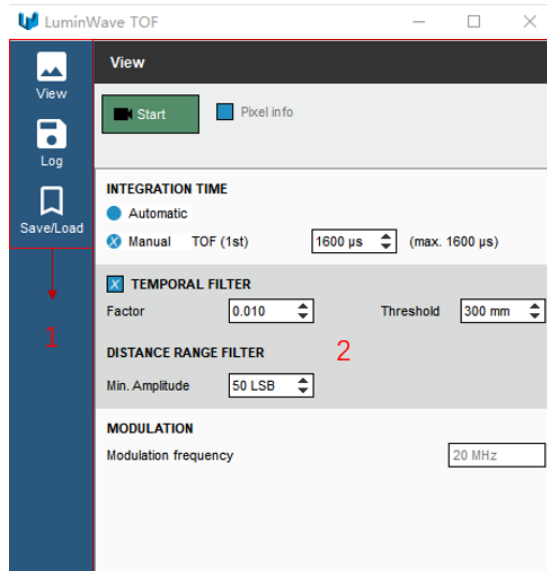 LuminWave TOF
View
View
Start
Pixel info
Log
Save/Load
INTEGRATION TIME
Automatic
Manual TOF (1st) 1600 µs (max. 1600 µs)
TEMPORAL FILTER
Factor 0.010 Threshold 300 mm
1
2
DISTANCE RANGE FILTER
Min. Amplitude 50 LSB
MODULATION
Modulation frequency 20 MHz